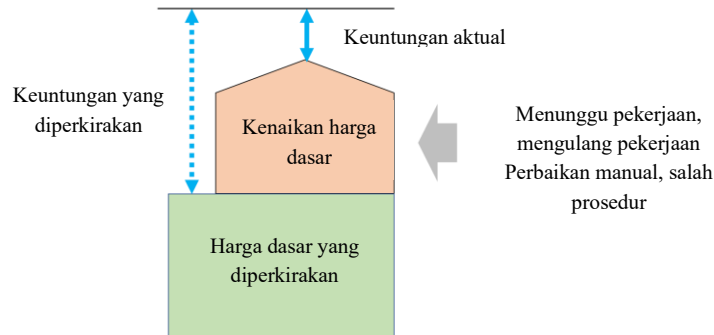 Keuntungan aktual
Keuntungan yang
diperkirakan
Kenaikan harga
dasar
Menunggu pekerjaan,
mengulang pekerjaan
Perbaikan manual, salah
prosedur
Harga dasar yang
diperkirakan